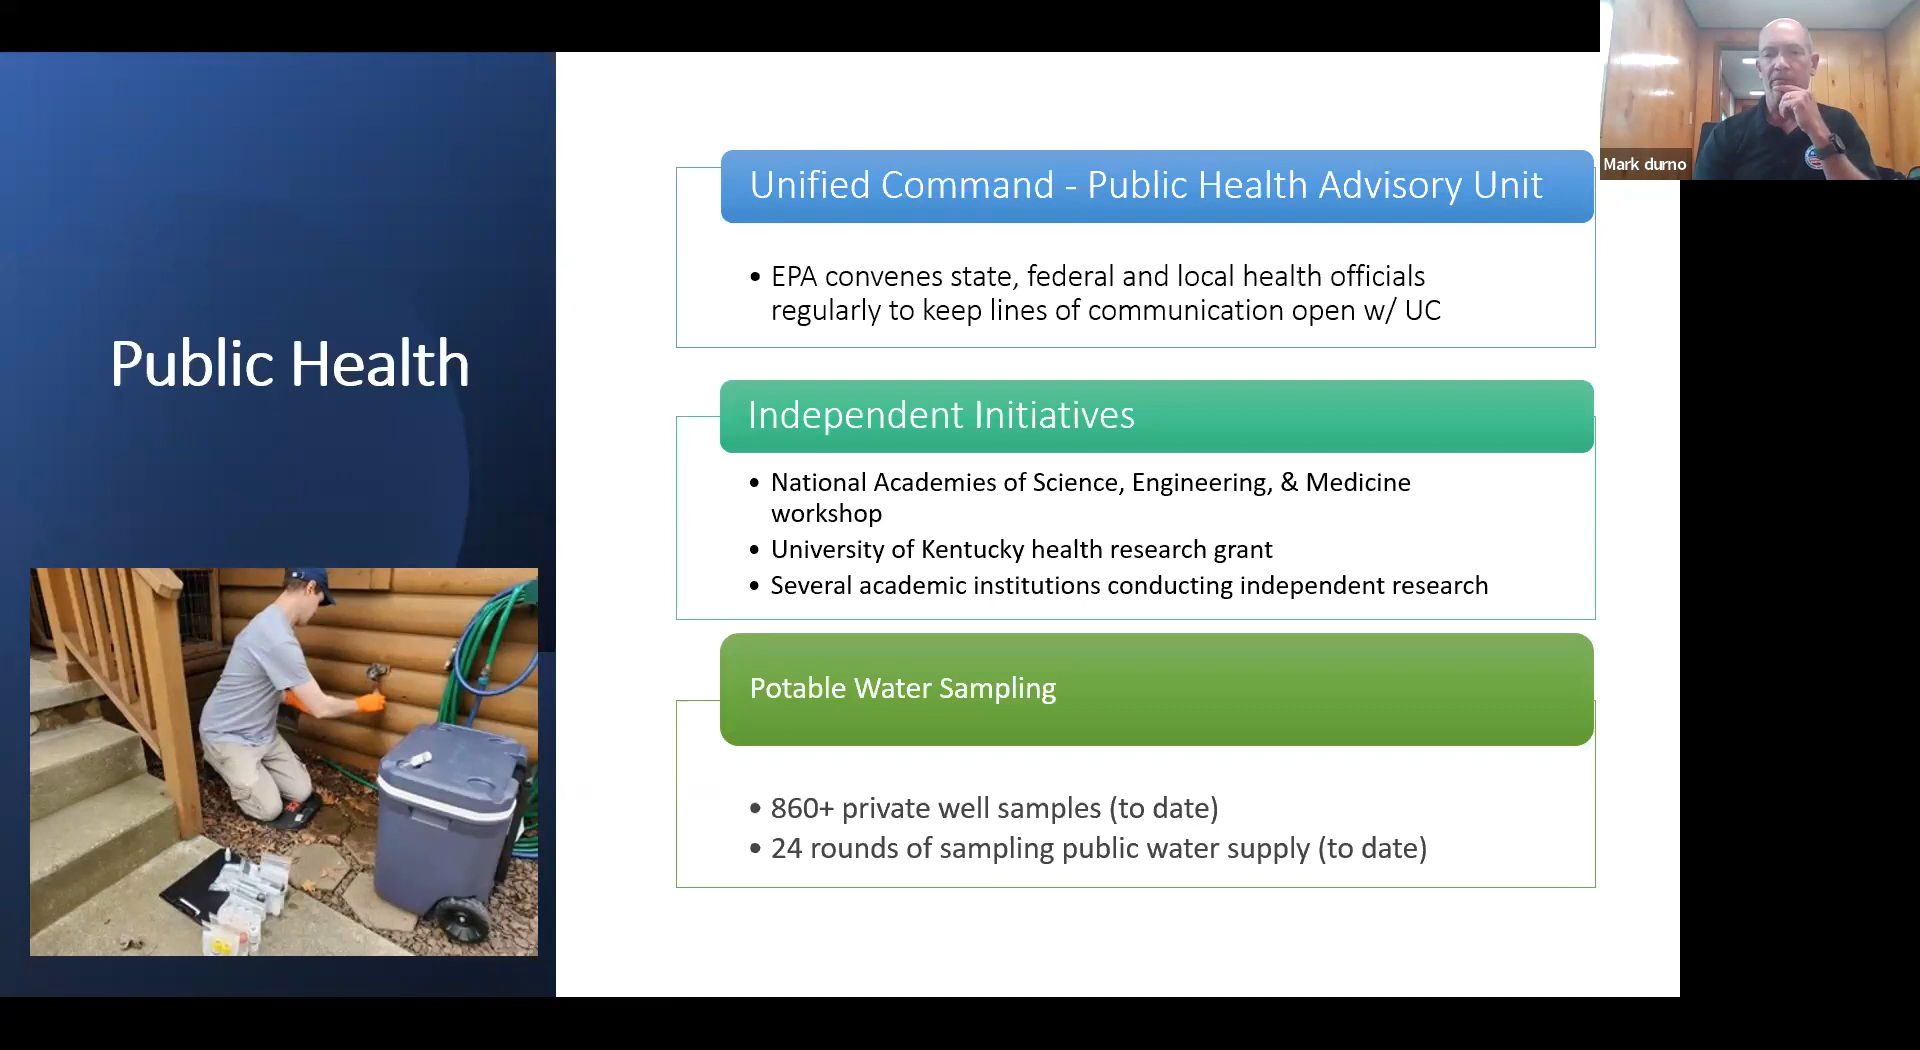 Mark durno
Public Health
Unified Command - Public Health Advisory Unit
• EPA convenes state, federal and local health officials
regularly to keep lines of communication open w/ UC
Independent Initiatives
• National Academies of Science, Engineering, & Medicine
workshop
• University of Kentucky health research grant
• Several academic institutions conducting independent research
Potable Water Sampling
• 860+ private well samples (to date)
• 24 rounds of sampling public water supply (to date)